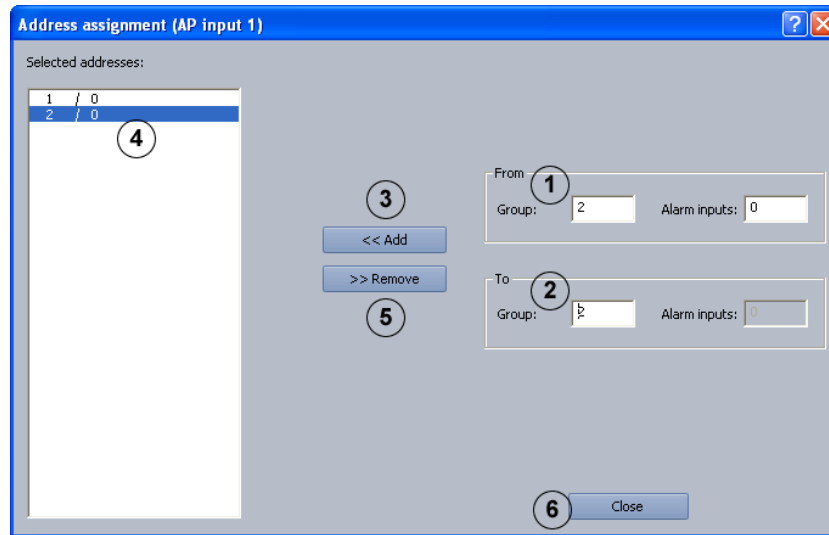 Address assignment (AP input 1)
Selected addresses:
1 / 0
2 / 0
4
From
1
Group: 2 Alarm inputs: 0
3
<< Add
>> Remove
5
To
2
Group: Alarm inputs: 0
6
Close